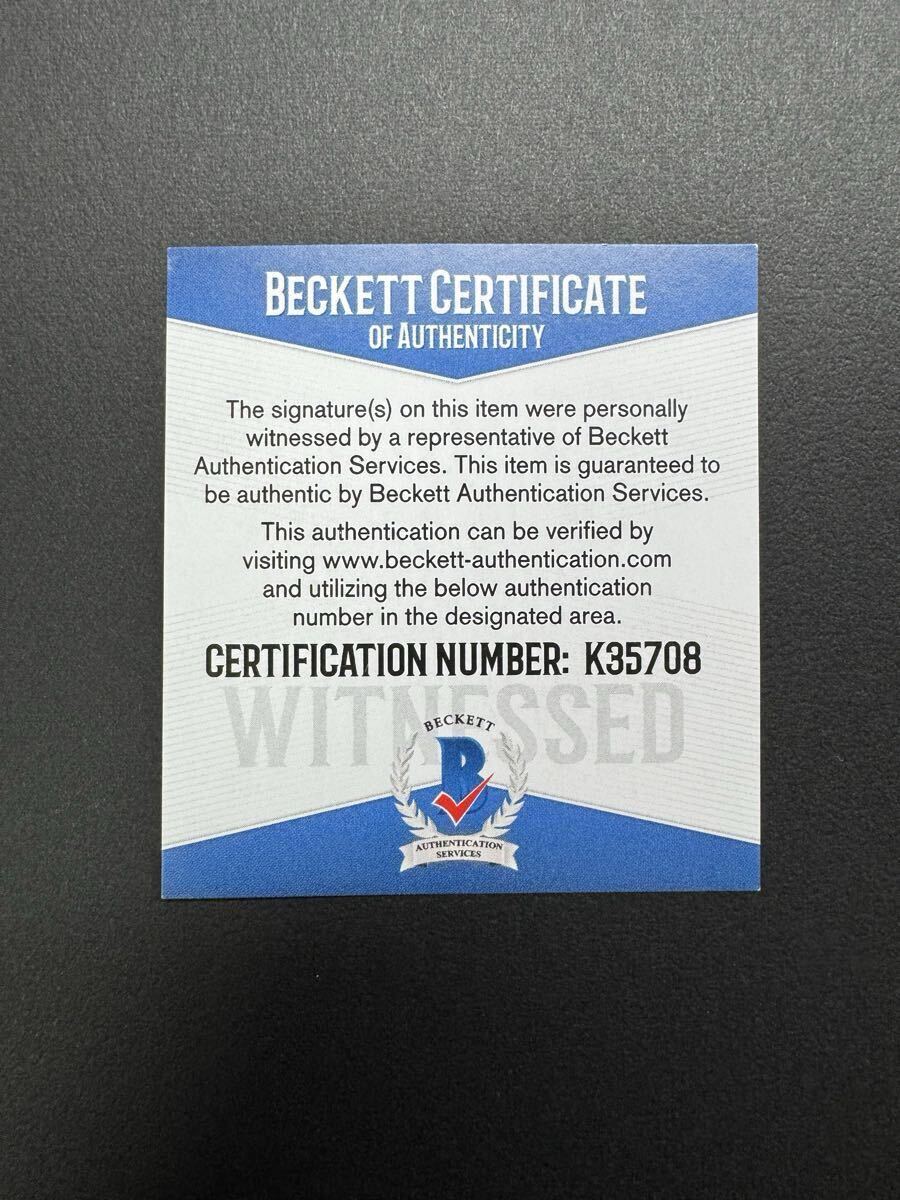 BECKETT CERTIFICATE
OF AUTHENTICITY
The signature(s) on this item were personally
witnessed by a representative of Beckett
Authentication Services. This item is guaranteed to
be authentic by Beckett Authentication Services.
This authentication can be verified by
visiting www.beckett-authentication.com
and utilizing the below authentication
number in the designated area.
CERTIFICATION NUMBER: K35708
WITNESSED
BECKETT
B
AUTHENTICATION
SERVICES